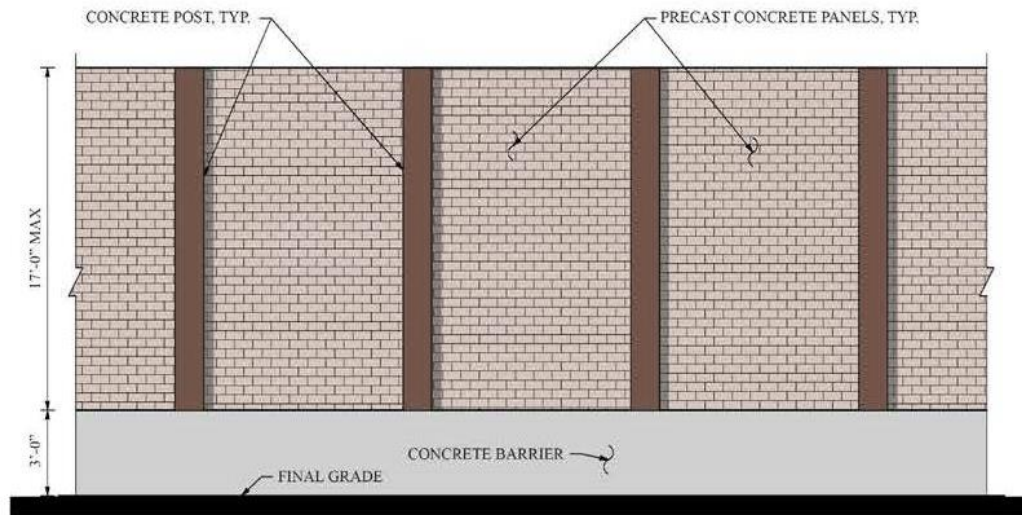 CONCRETE POST, TYP.
PRECAST CONCRETE PANELS, TYP.
17'-0" MAX
3'-0"
CONCRETE BARRIER
FINAL GRADE